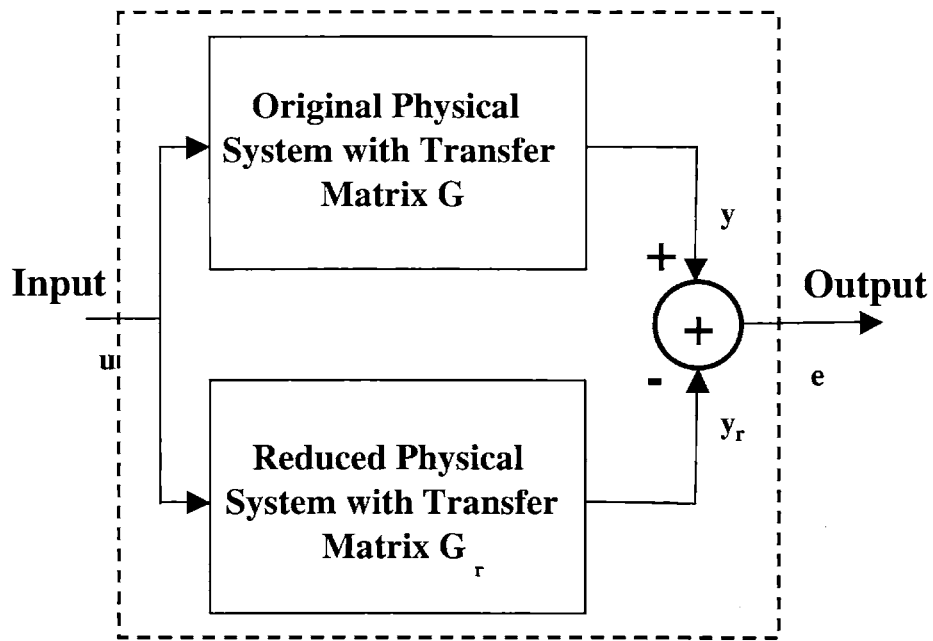 Original Physical
System with Transfer
Matrix G
y
+
Input
Output
+
u
-
e
y_r
Reduced Physical
System with Transfer
Matrix G_r